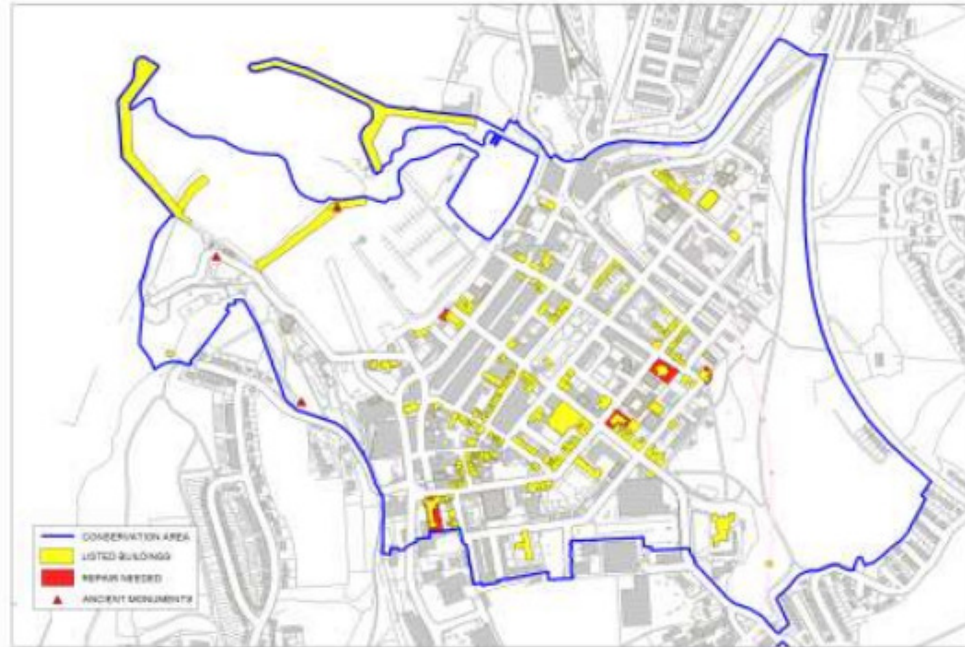 CONSERVATION AREA
LISTED BUILDINGS
REPAIR NEEDED
ANCIENT MONUMENTS